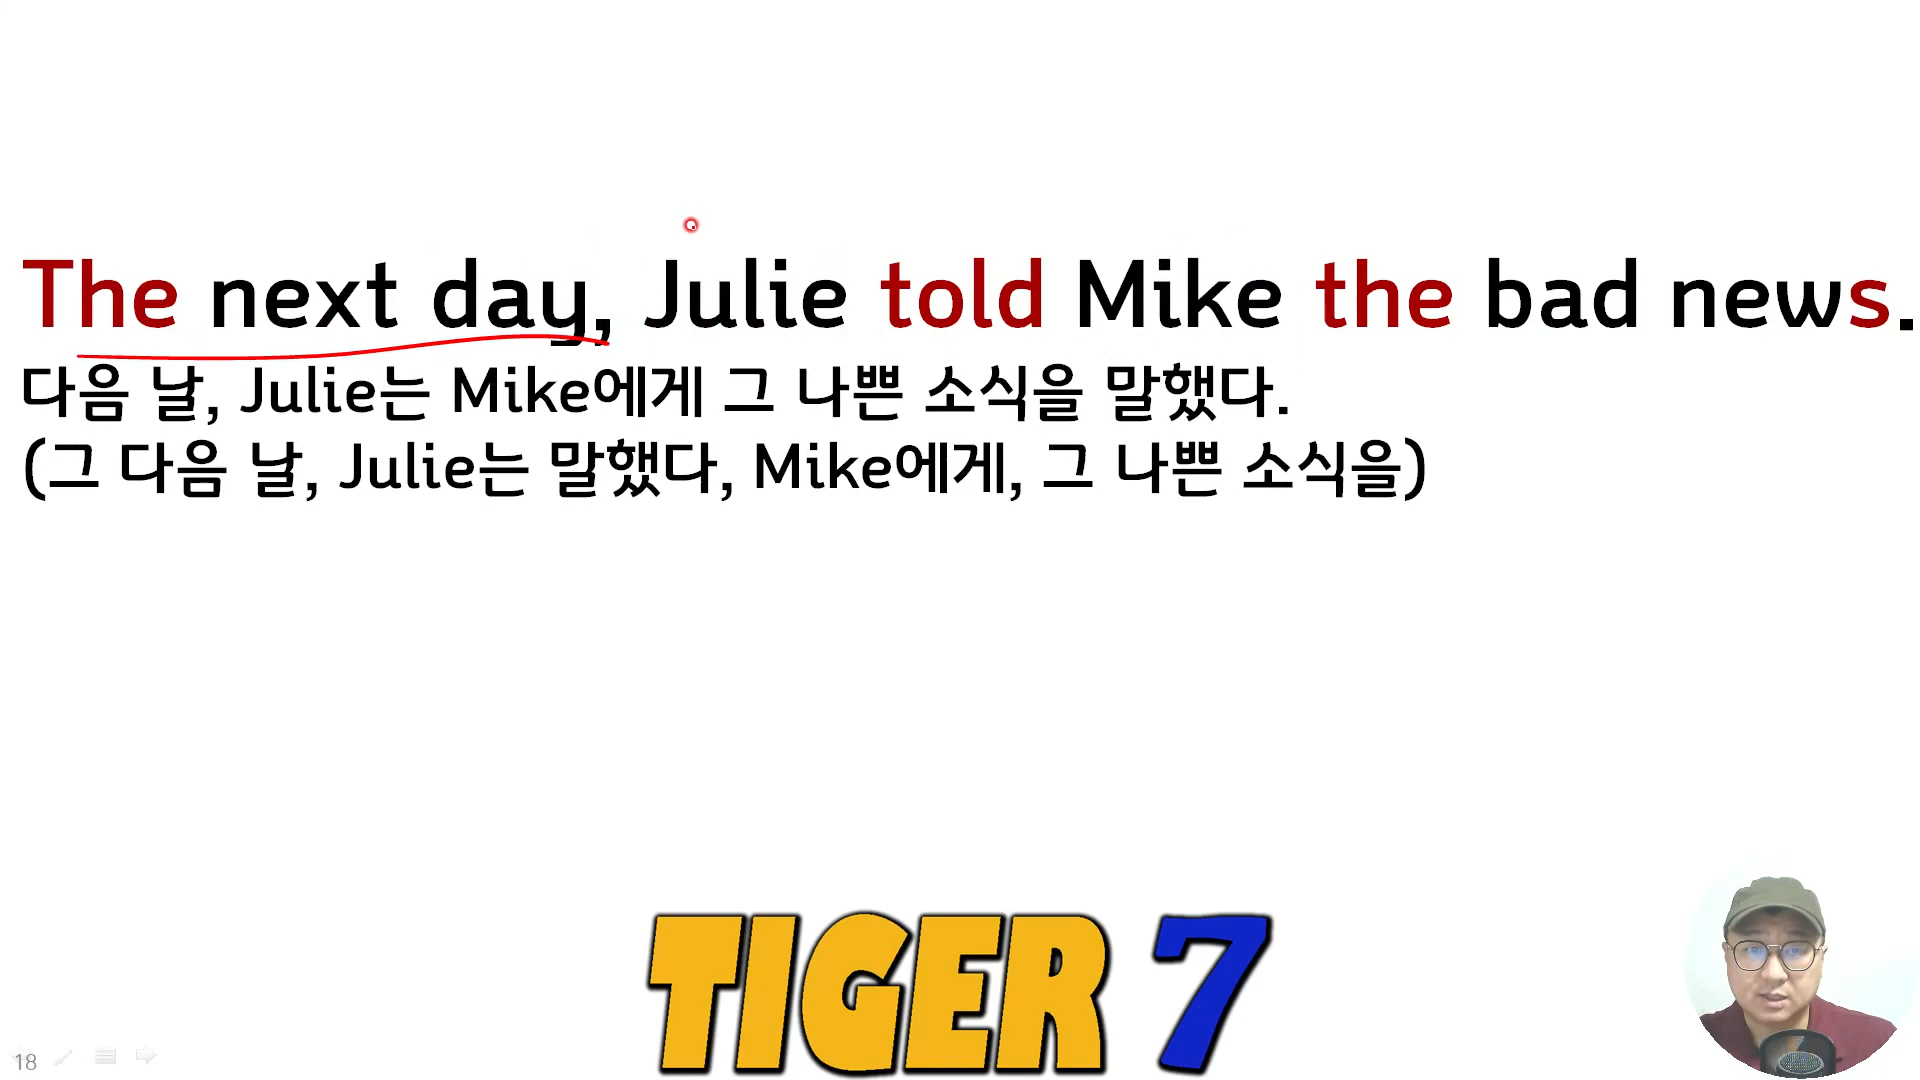 The next day, Julie told Mike the bad news.
다음 날, Julie는 Mike에게 그 나쁜 소식을 말했다.
(그 다음 날, Julie는 말했다, Mike에게, 그 나쁜 소식을)
TIGER 7
18